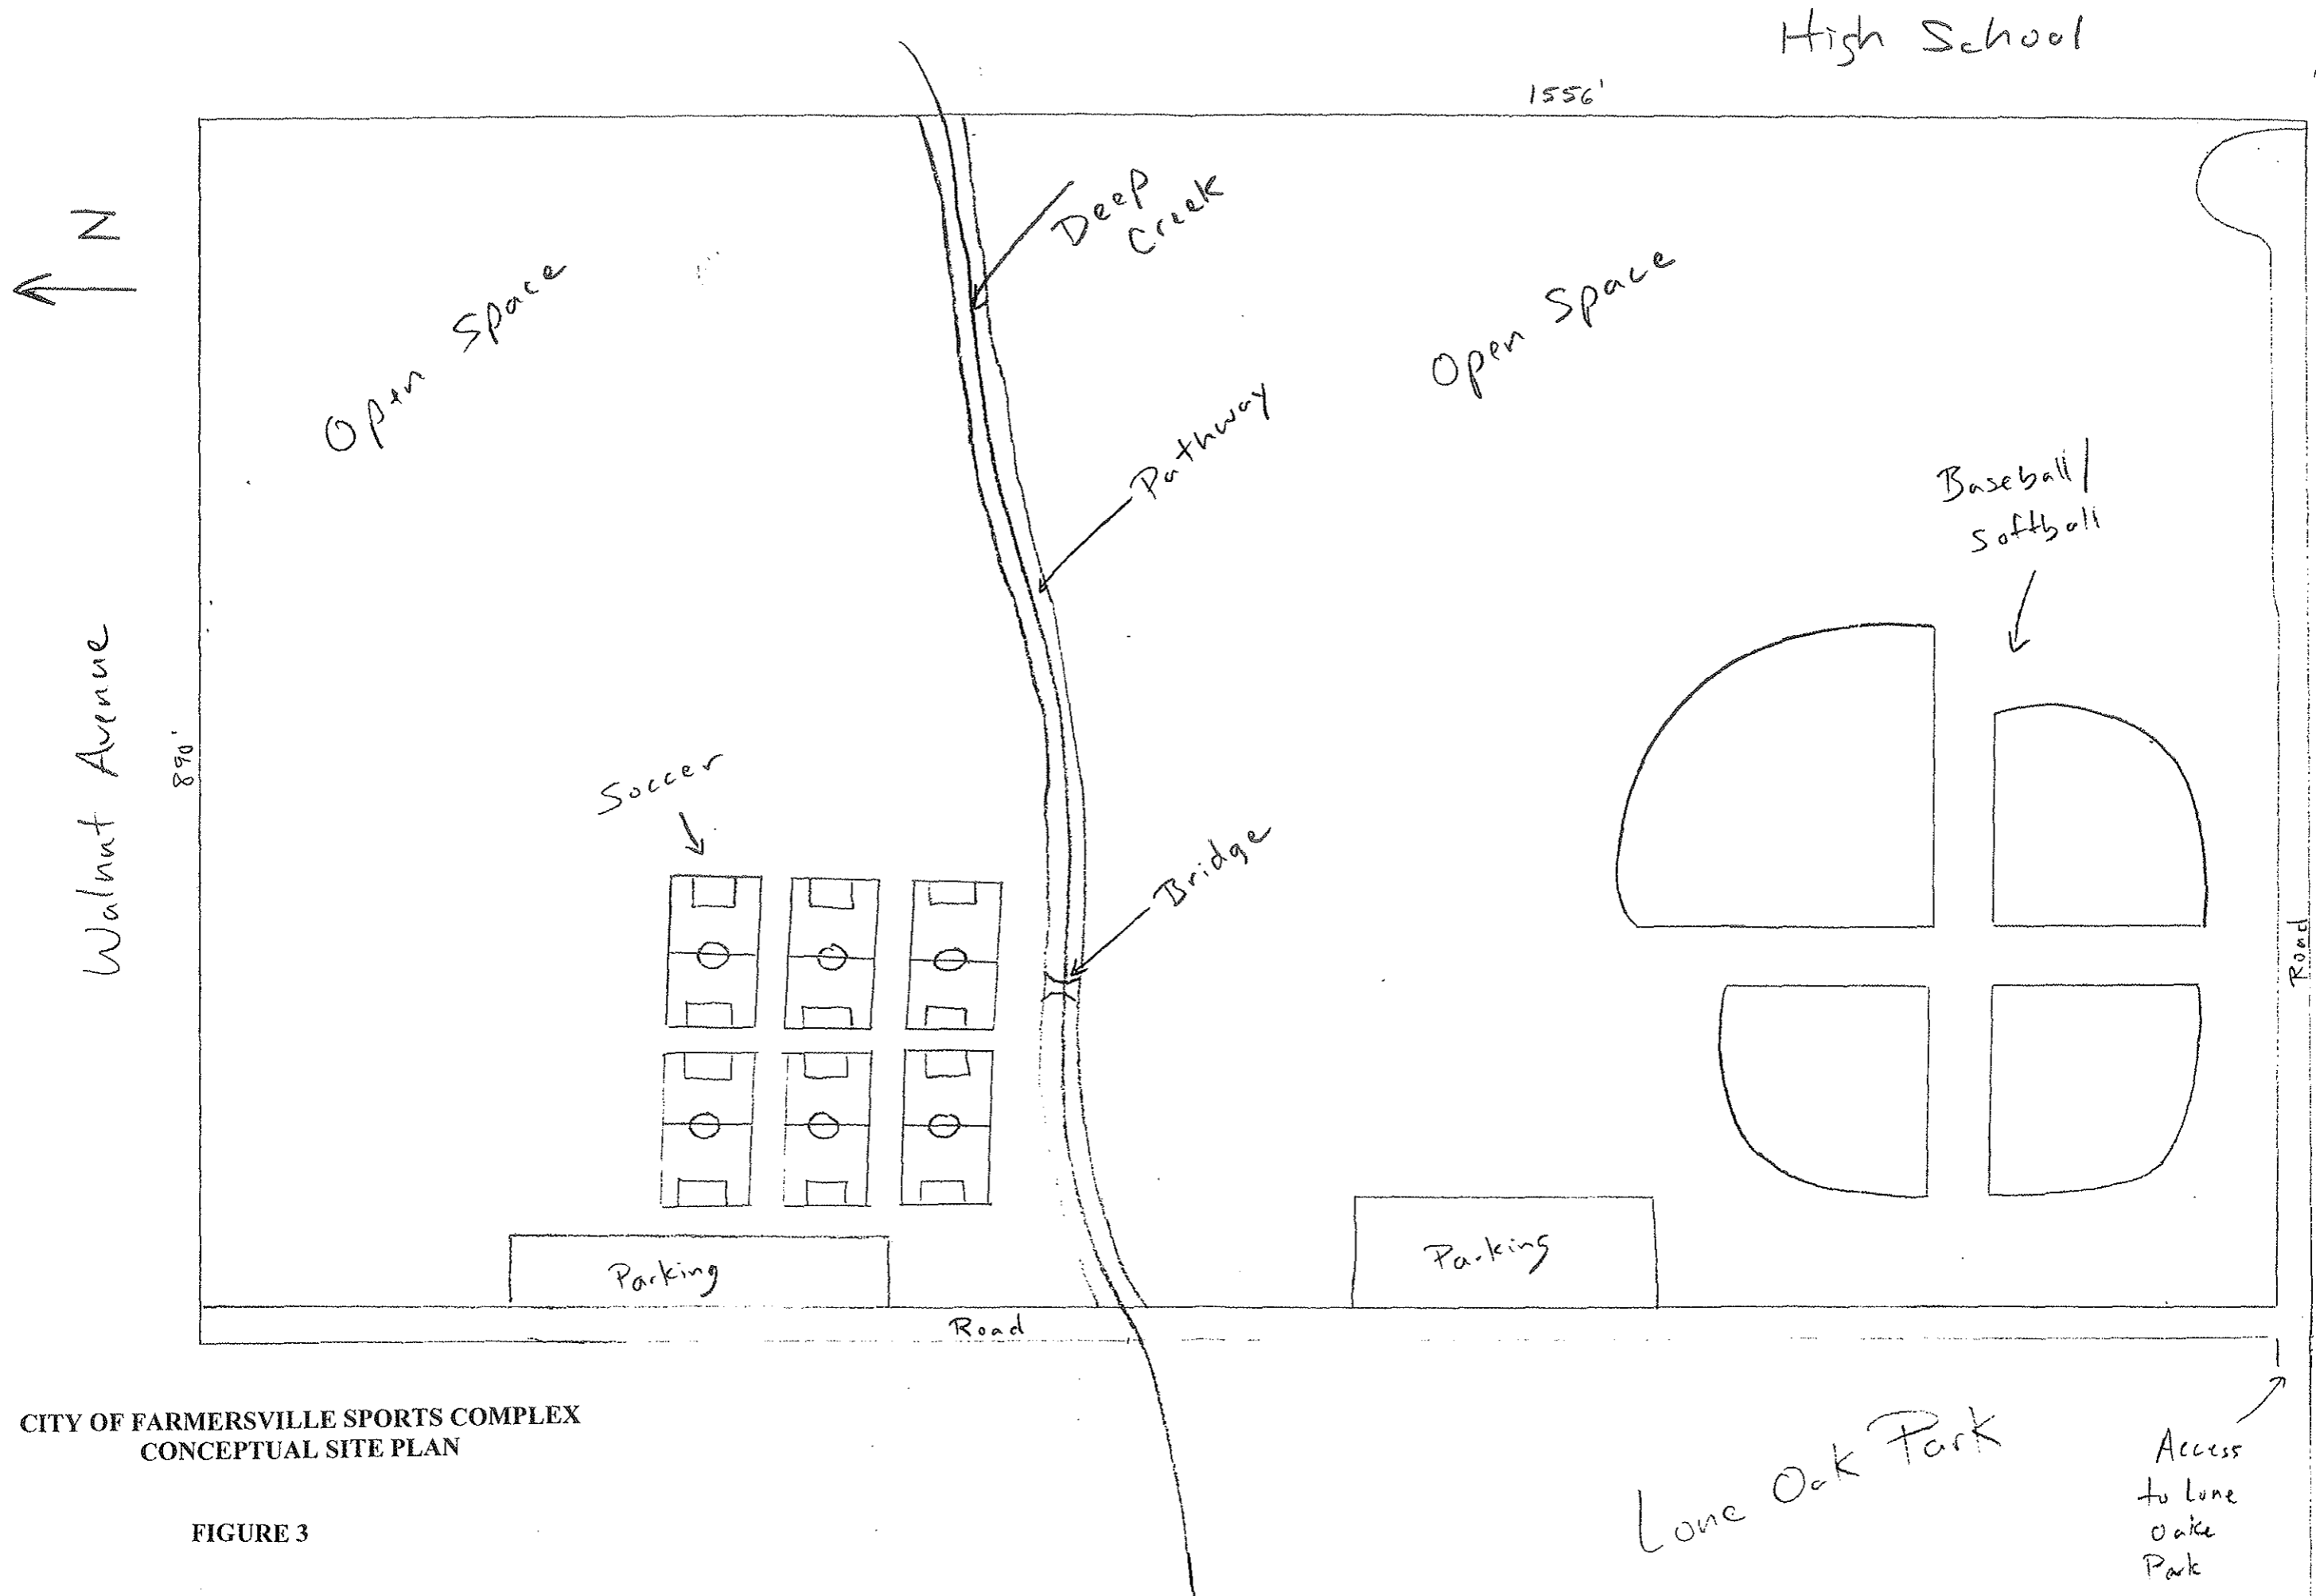 High School
1556'
N
Deep
Creek
Open Space
Open Space
Pathway
Baseball/
Softball
Walnut Avenue
890'
Soccer
Bridge
Road
Parking
Parking
Road
CITY OF FARMERSVILLE SPORTS COMPLEX
CONCEPTUAL SITE PLAN
FIGURE 3
Lone Oak Park
Access
to Lone
Oake
Park